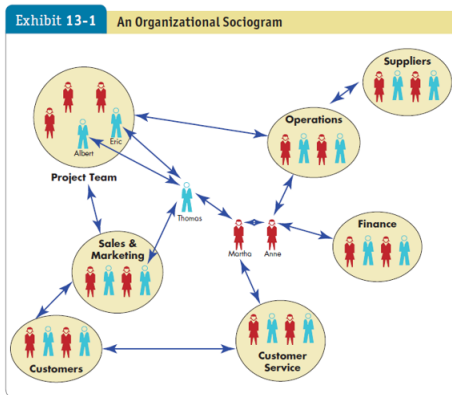 Exhibit 13-1 An Organizational Sociogram
Suppliers
Operations
Eric
Albert
Project Team
Thomas
Finance
Martha Anne
Sales &
Marketing
Customer
Service
Customers